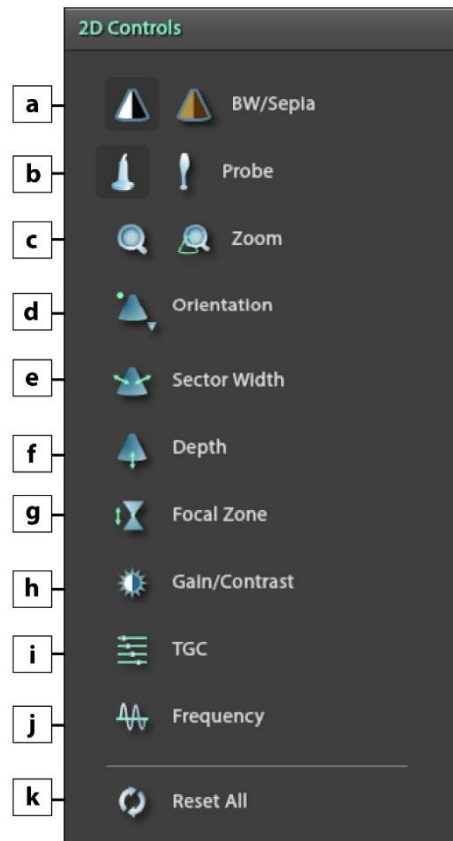 2D Controls
a BW/Sepia
b Probe
c Zoom
d Orientation
e Sector Width
f Depth
g Focal Zone
h Gain/Contrast
i TGC
j Frequency
k Reset All